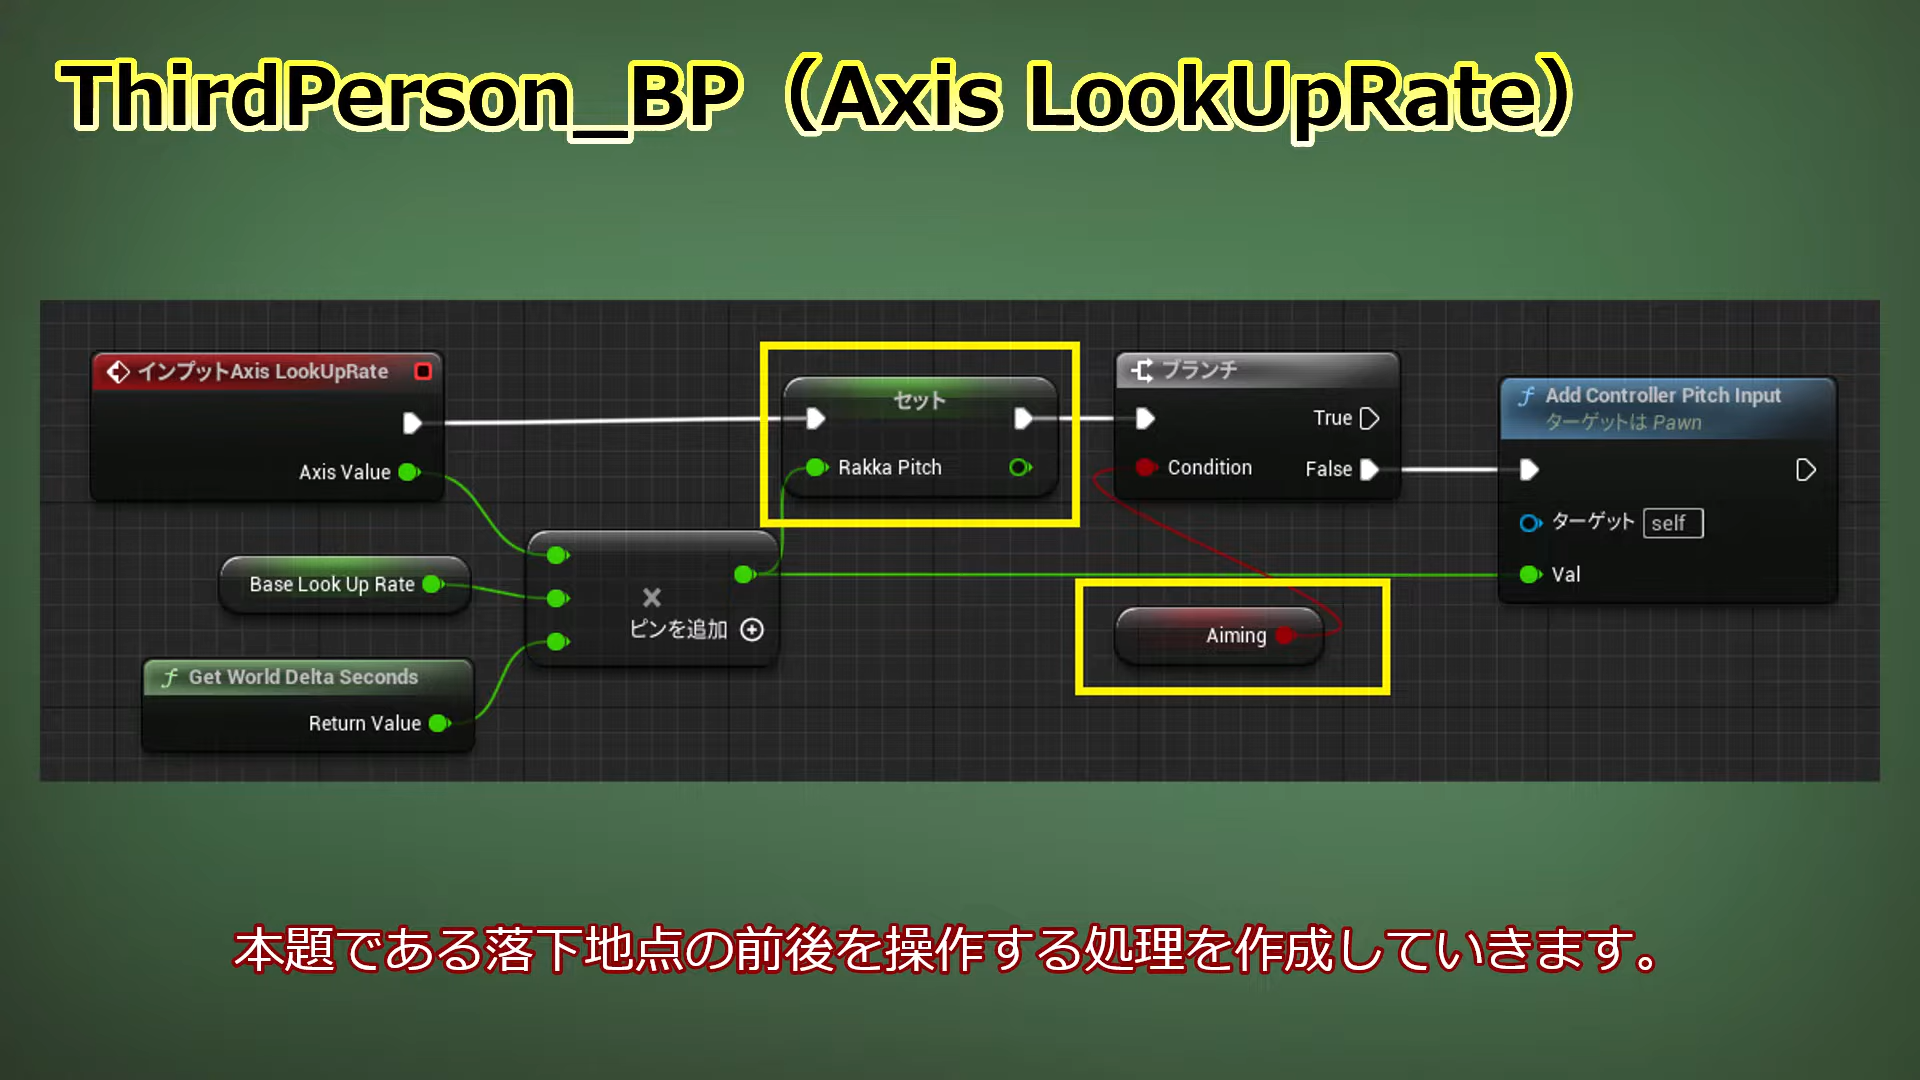 ThirdPerson_BP（Axis LookUpRate）
インプットAxis LookUpRate
Axis Value
Base Look Up Rate
Get World Delta Seconds
Return Value
ピンを追加
セット
Rakka Pitch
ブランチ
True
Condition
False
Aiming
Add Controller Pitch Input
ターゲットは Pawn
ターゲット self
Val
本題である落下地点の前後を操作する処理を作成していきます。